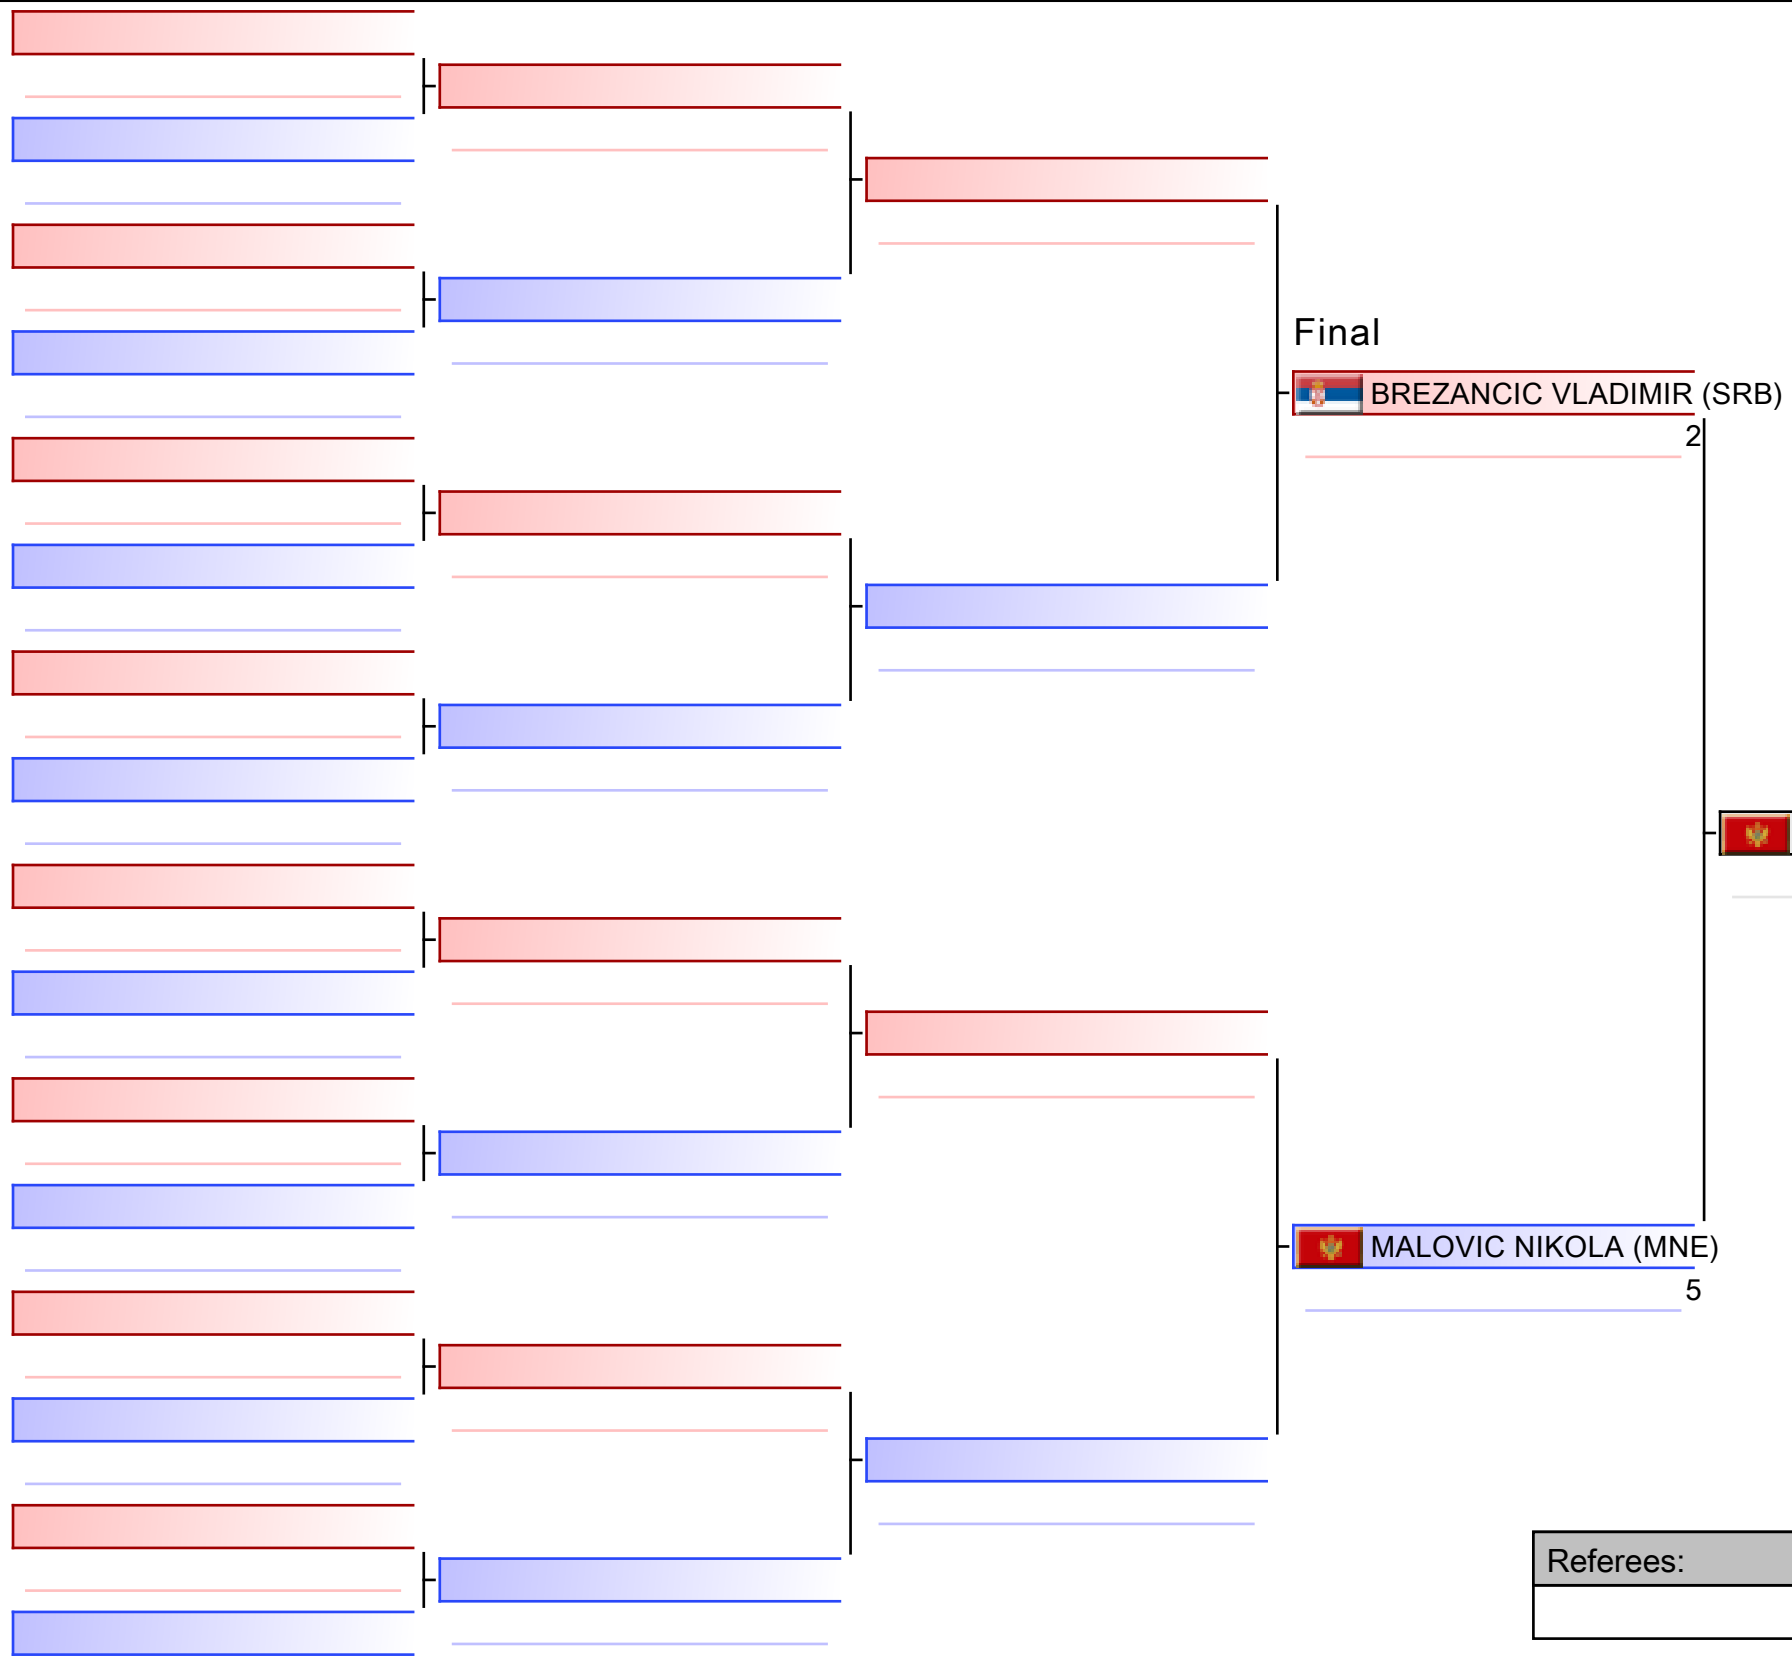 Final
BREZANCIC VLADIMIR (SRB)
2
MALOVIC NIKOLA (MNE)
5
Referees: